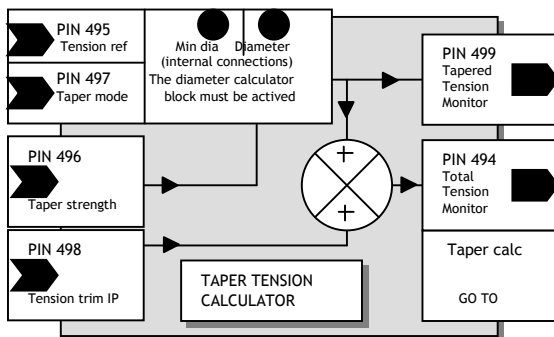 PIN 495
Tension ref
PIN 497
Taper mode
Min dia Diameter
(internal connections)
The diameter calculator
block must be actived
PIN 496
Taper strength
PIN 498
Tension trim IP
+
+
TAPER TENSION
CALCULATOR
PIN 499
Tapered
Tension
Monitor
PIN 494
Total
Tension
Monitor
Taper calc
GO TO